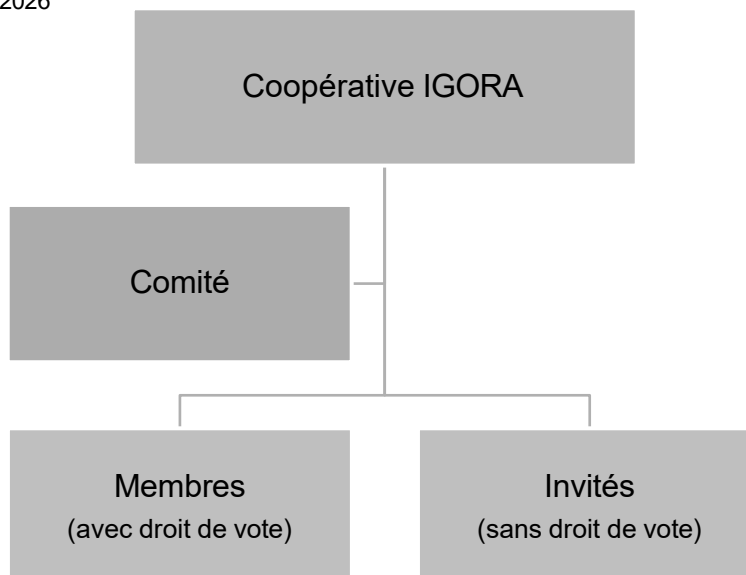 2026
Coopérative IGORA
Comité
Membres
(avec droit de vote)
Invités
(sans droit de vote)